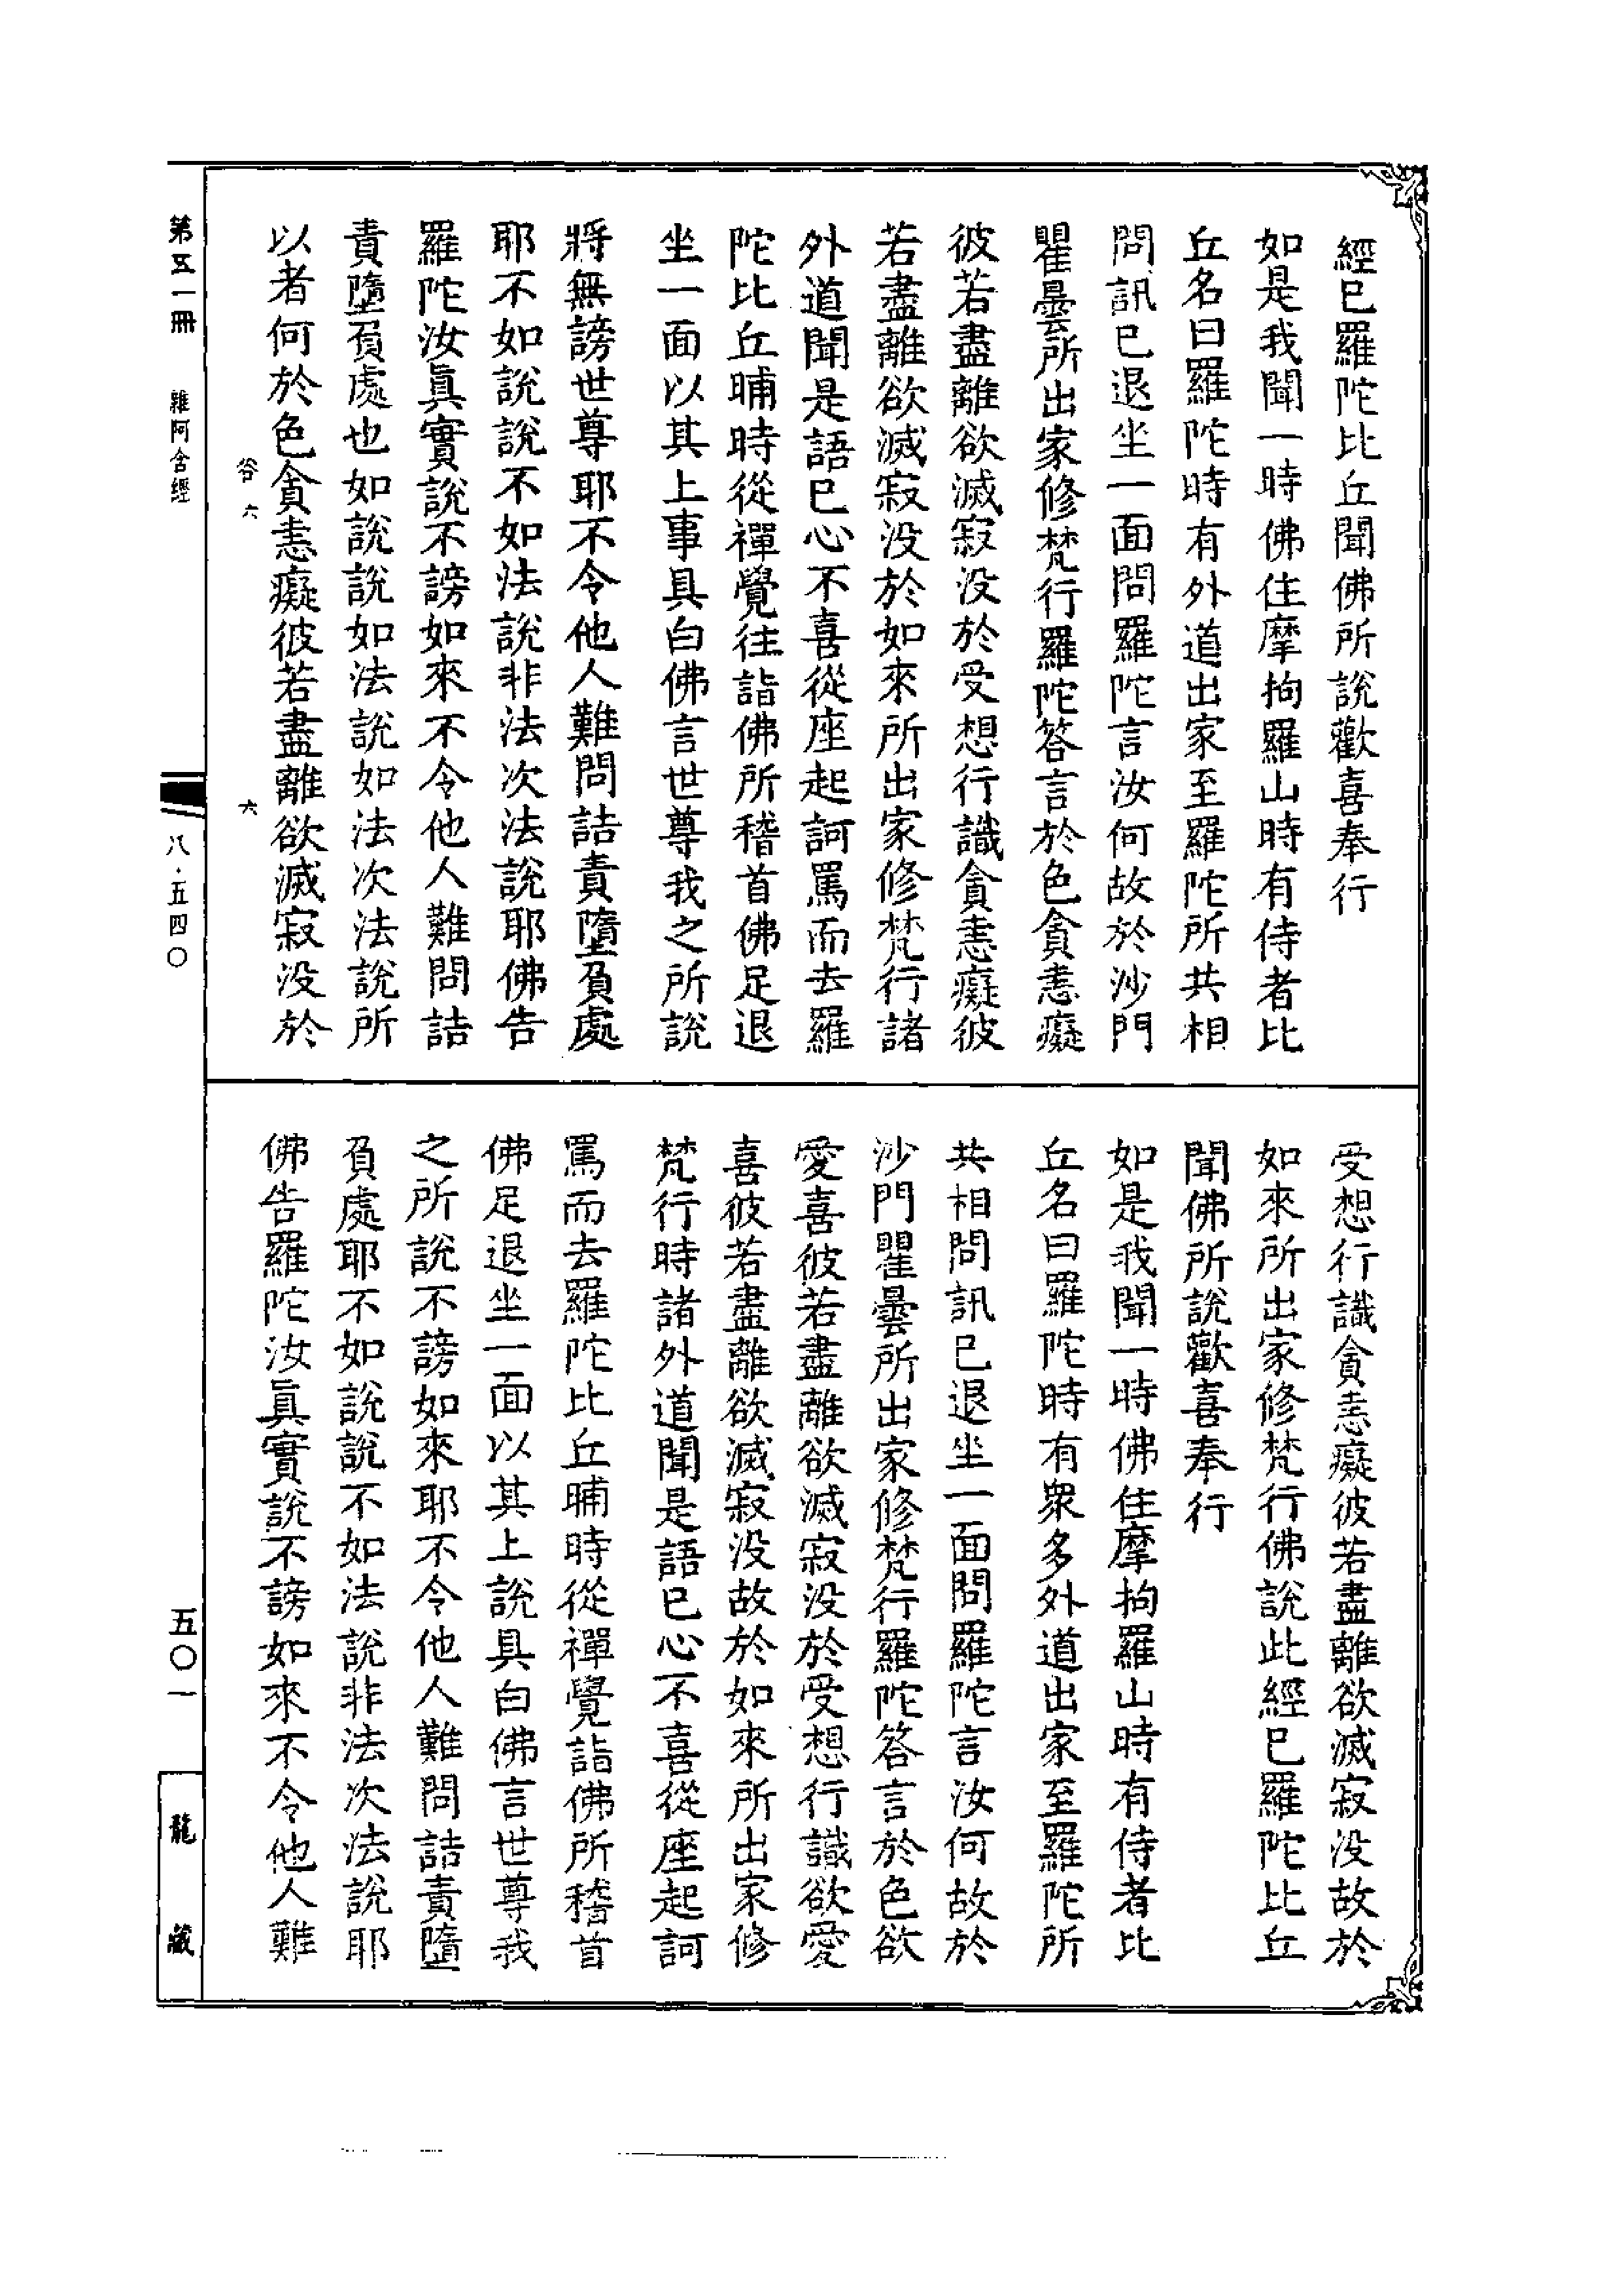 經已羅陀比丘聞佛所說歡喜奉行
如是我聞一時佛住摩拘羅山時有侍者比
丘名曰羅陀時有外道出家至羅陀所共相
問訊已退坐一面問羅陀言汝何故於沙門
瞿曇所出家修梵行羅陀答言於色貪恚癡
彼若盡離欲滅寂没於受想行識貪恚癡彼
若盡離欲滅寂没於如來所出家修梵行諸
外道聞是語已心不喜從座起訶罵而去羅
陀比丘晡時從禪覺往詣佛所稽首佛足退
坐一面以其上事具白佛言世尊我之所說
將無謗世尊耶不令他人難問詰責墮負處
耶不如說說不如法說非法次法說耶佛告
羅陀汝眞實說不謗如來不令他人難問詰
責墮負處也如說說如法說如法次法說所
以者何於色貪恚癡彼若盡離欲滅寂没於
受想行識貪恚癡彼若盡離欲滅寂没故於
如來所出家修梵行佛說此經已羅陀比丘
聞佛所說歡喜奉行
如是我聞一時佛住摩拘羅山時有侍者比
丘名曰羅陀時有衆多外道出家至羅陀所
共相問訊已退坐一面問羅陀言汝何故於
沙門瞿曇所出家修梵行羅陀答言於色欲
愛喜彼若盡離欲滅寂没於受想行識欲愛
喜彼若盡離欲滅寂没故於如來所出家修
梵行時諸外道聞是語已心不喜從座起訶
罵而去羅陀比丘晡時從禪覺詣佛所稽首
佛足退坐一面以其上說具白佛言世尊我
之所說不謗如來耶不令他人難問詰責墮
負處耶不如說說不如法說非法次法說耶
佛告羅陀汝眞實說不謗如來不令他人難
谷六 六
第五一冊 雜阿含經 八·五四〇 五〇一 龍藏